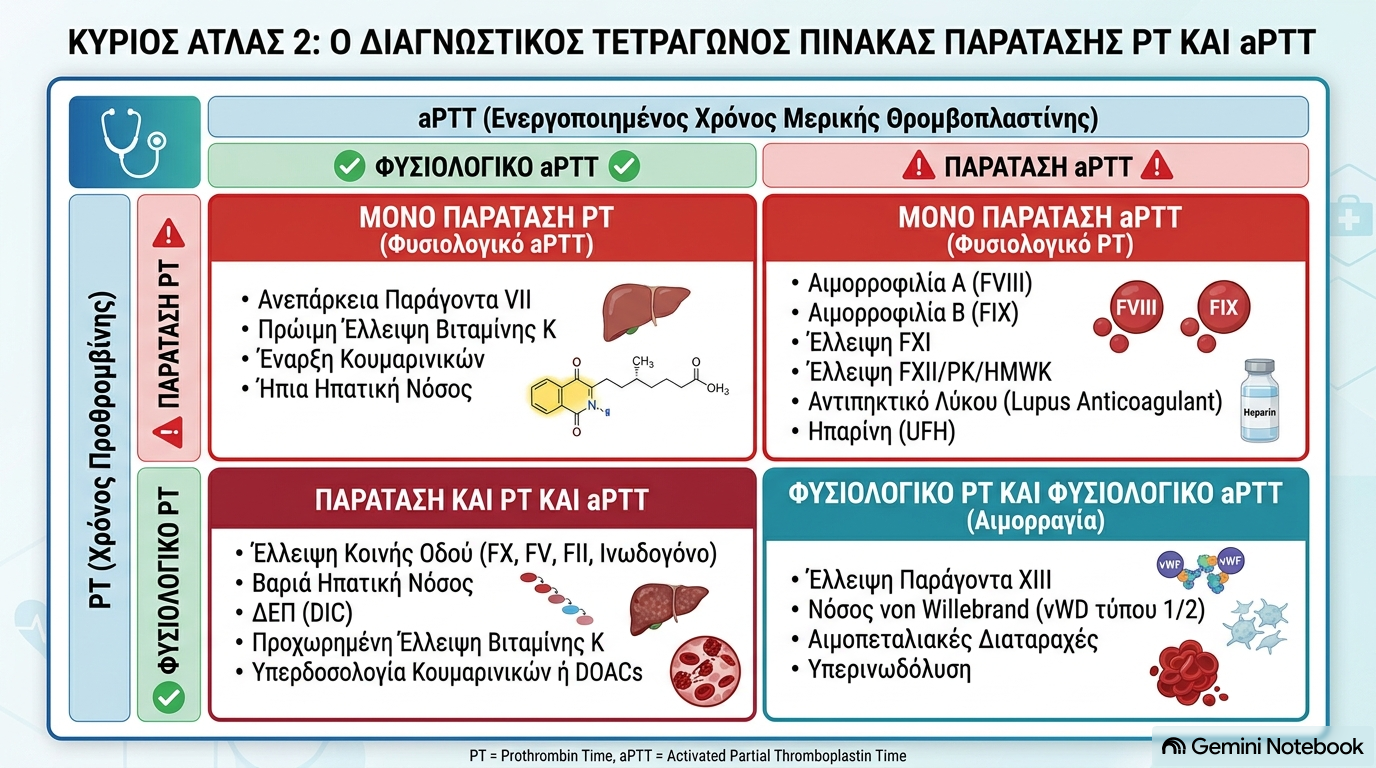 ΚΥΡΙΟΣ ΑΤΛΑΣ 2: Ο ΔΙΑΓΝΩΣΤΙΚΟΣ ΤΕΤΡΑΓΩΝΟΣ ΠΙΝΑΚΑΣ ΠΑΡΑΤΑΣΗΣ PT ΚΑΙ aPTT
aPTT (Ενεργοποιημένος Χρόνος Μερικής Θρομβοπλαστίνης)
ΦΥΣΙΟΛΟΓΙΚΟ aPTT
ΠΑΡΑΤΑΣΗ aPTT
PT (Χρόνος Προθρομβίνης)
ΠΑΡΑΤΑΣΗ PT
ΜΟΝΟ ΠΑΡΑΤΑΣΗ PT
(Φυσιολογικό aPTT)
• Ανεπάρκεια Παράγοντα VII
• Πρώιμη Έλλειψη Βιταμίνης Κ
• Έναρξη Κουμαρινικών
• Ήπια Ηπατική Νόσος
O
CH₃
O
OH₃
N
O
ΜΟΝΟ ΠΑΡΑΤΑΣΗ aPTT
(Φυσιολογικό PT)
• Αιμορροφιλία Α (FVIII)
• Αιμορροφιλία Β (FIX)
• Έλλειψη FXI
• Έλλειψη FXII/PK/HMWK
• Αντιπηκτικό Λύκου (Lupus Anticoagulant)
• Ηπαρίνη (UFH)
FVIII
FIX
Heparin
ΦΥΣΙΟΛΟΓΙΚΟ PT
ΠΑΡΑΤΑΣΗ ΚΑΙ PT ΚΑΙ aPTT
• Έλλειψη Κοινής Οδού (FX, FV, FII, Ινωδογόνο)
• Βαριά Ηπατική Νόσος
• ΔΕΠ (DIC)
• Προχωρημένη Έλλειψη Βιταμίνης Κ
• Υπερδοσολογία Κουμαρινικών ή DOACs
ΦΥΣΙΟΛΟΓΙΚΟ PT ΚΑΙ ΦΥΣΙΟΛΟΓΙΚΟ aPTT
(Αιμορραγία)
• Έλλειψη Παράγοντα XIII
• Νόσος von Willebrand (vWD τύπου 1/2)
• Αιμοπεταλιακές Διαταραχές
• Υπερινωδόλυση
vWF
vWF
PT = Prothrombin Time, aPTT = Activated Partial Thromboplastin Time
Gemini Notebook